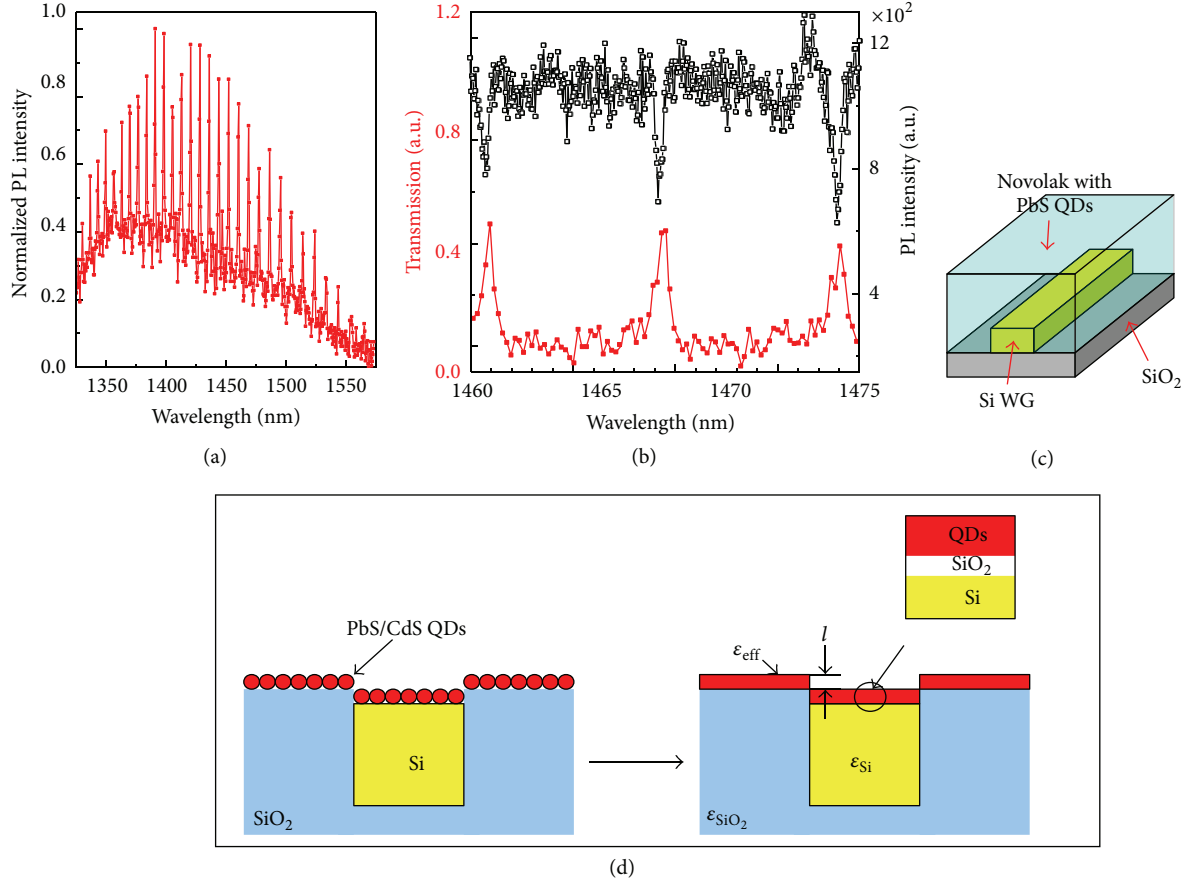 1.0
0.8
0.6
0.4
0.2
0.0
Normalized PL intensity
1350 1400 1450 1500 1550
Wavelength (nm)
(a)
1.2
0.8
0.4
0.0
Transmission (a.u.)
×10²
12
10
8
6
4
PL intensity (a.u.)
1460 1465 1470 1475
Wavelength (nm)
(b)
Novolak with
PbS QDs
Si WG
SiO₂
(c)
PbS/CdS QDs
Si
SiO₂
QDs
SiO₂
Si
l
ε_eff
ε_Si
ε_SiO₂
(d)